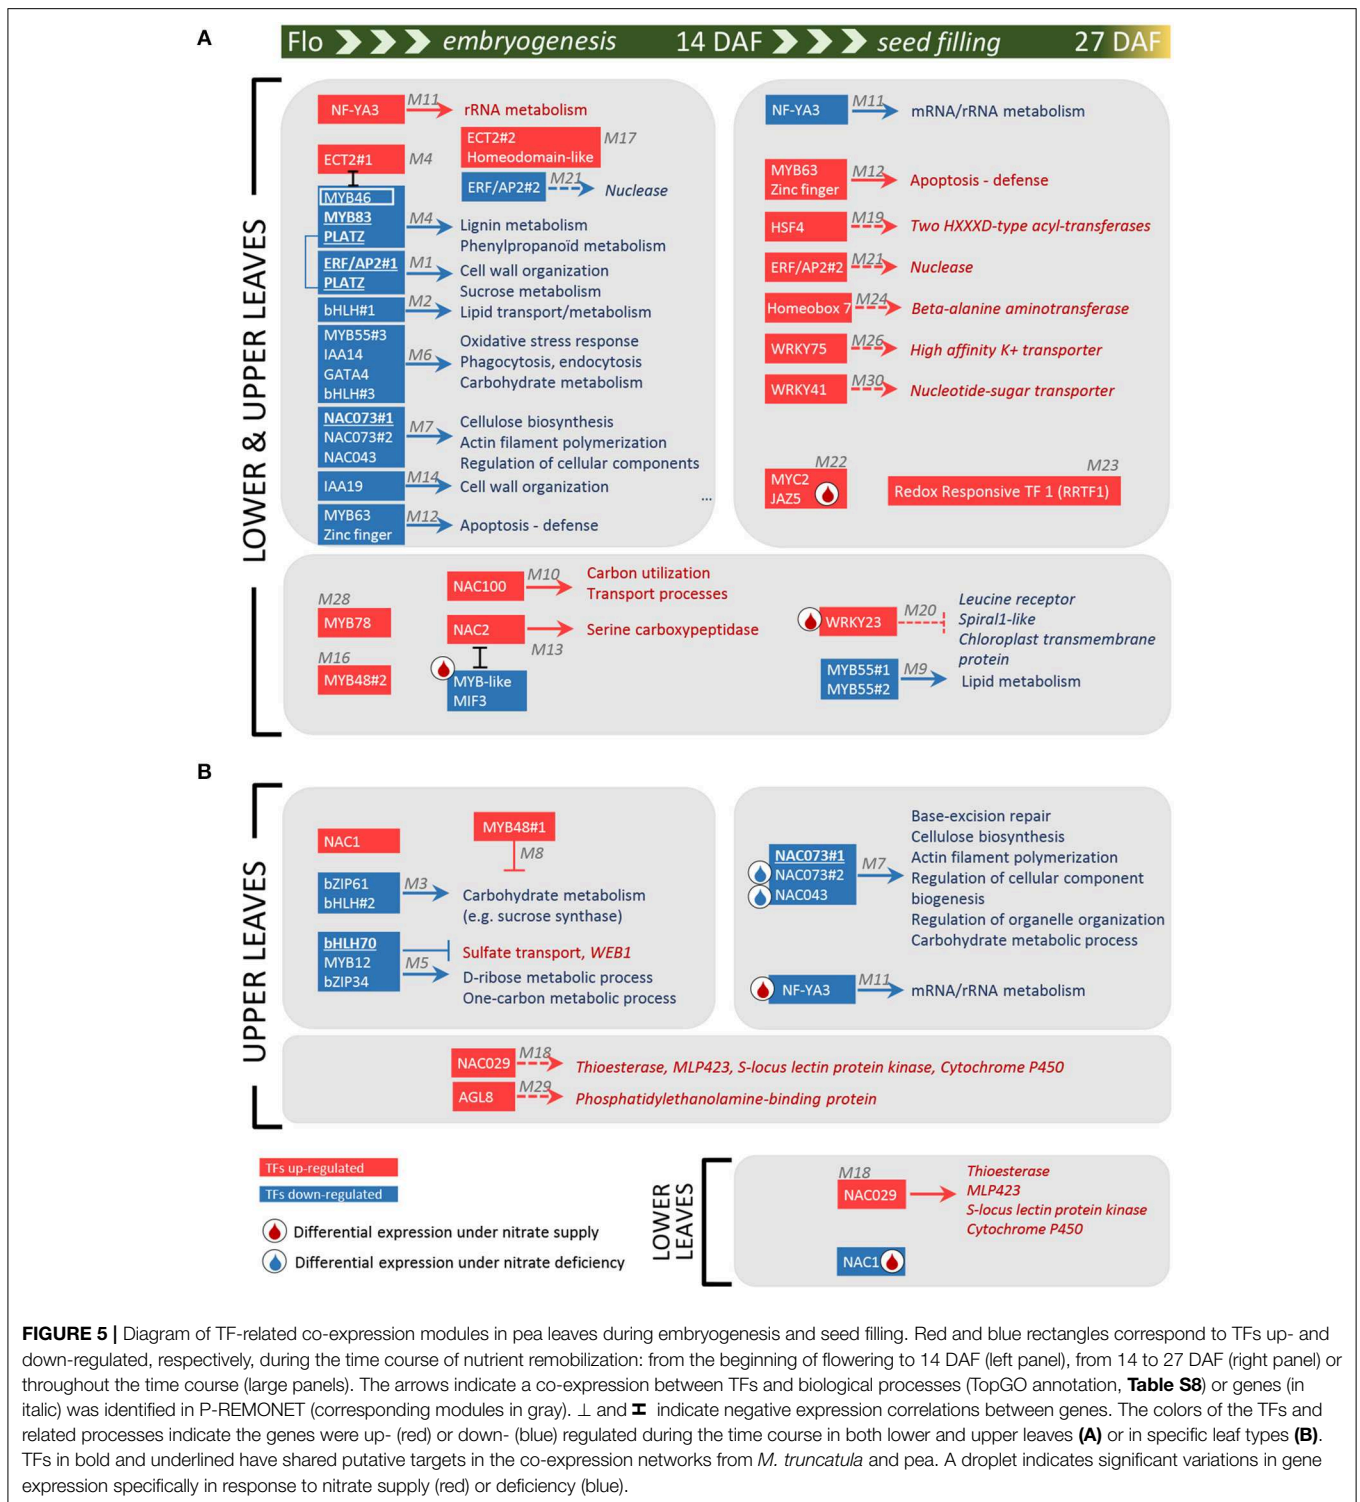 A
Flo embryogenesis 14 DAF seed filling 27 DAF
LOWER & UPPER LEAVES
NF-YA3 M11 rRNA metabolism
ECT2#1 M4
ECT2#2 M17
Homeodomain-like
ERF/AP2#2 M21 Nuclease
MYB46
MYB83 M4 Lignin metabolism
PLATZ Phenylpropanoïd metabolism
ERF/AP2#1 M1 Cell wall organization
PLATZ Sucrose metabolism
bHLH#1 M2 Lipid transport/metabolism
MYB55#3 Oxidative stress response
IAA14 M6 Phagocytosis, endocytosis
GATA4 Carbohydrate metabolism
bHLH#3
NAC073#1 M7 Cellulose biosynthesis
NAC073#2 Actin filament polymerization
NAC043 Regulation of cellular components
IAA19 M14 Cell wall organization
...
MYB63 M12 Apoptosis - defense
Zinc finger
NF-YA3 M11 mRNA/rRNA metabolism
MYB63 M12 Apoptosis - defense
Zinc finger
HSF4 M19 Two HXXXD-type acyl-transferases
ERF/AP2#2 M21 Nuclease
Homeobox 7 M24 Beta-alanine aminotransferase
WRKY75 M26 High affinity K+ transporter
WRKY41 M30 Nucleotide-sugar transporter
M22
MYC2
JAZ5
M23
Redox Responsive TF 1 (RRTF1)
M28
MYB78
M16
MYB48#2
NAC100 M10 Carbon utilization
Transport processes
NAC2 Serine carboxypeptidase
M13
MYB-like
MIF3
WRKY23 M20 Leucine receptor
Spiral1-like
Chloroplast transmembrane
protein
MYB55#1 M9 Lipid metabolism
MYB55#2
B
UPPER LEAVES
NAC1
MYB48#1
M8
bZIP61 M3 Carbohydrate metabolism
bHLH#2 (e.g. sucrose synthase)
bHLH70 Sulfate transport, WEB1
MYB12 M5 D-ribose metabolic process
bZIP34 One-carbon metabolic process
Base-excision repair
Cellulose biosynthesis
NAC073#1 M7 Actin filament polymerization
NAC073#2 Regulation of cellular component
NAC043 biogenesis
Regulation of organelle organization
Carbohydrate metabolic process
NF-YA3 M11 mRNA/rRNA metabolism
NAC029 M18 Thioesterase, MLP423, S-locus lectin protein kinase, Cytochrome P450
AGL8 M29 Phosphatidylethanolamine-binding protein
TFs up-regulated
TFs down-regulated
Differential expression under nitrate supply
Differential expression under nitrate deficiency
LOWER
LEAVES
M18 Thioesterase
NAC029 MLP423
S-locus lectin protein kinase
Cytochrome P450
NAC1
FIGURE 5 | Diagram of TF-related co-expression modules in pea leaves during embryogenesis and seed filling. Red and blue rectangles correspond to TFs up- and
down-regulated, respectively, during the time course of nutrient remobilization: from the beginning of flowering to 14 DAF (left panel), from 14 to 27 DAF (right panel) or
throughout the time course (large panels). The arrows indicate a co-expression between TFs and biological processes (TopGO annotation, Table S8) or genes (in
italic) was identified in P-REMONET (corresponding modules in gray). ⊥ and ⌶ indicate negative expression correlations between genes. The colors of the TFs and
related processes indicate the genes were up- (red) or down- (blue) regulated during the time course in both lower and upper leaves (A) or in specific leaf types (B).
TFs in bold and underlined have shared putative targets in the co-expression networks from M. truncatula and pea. A droplet indicates significant variations in gene
expression specifically in response to nitrate supply (red) or deficiency (blue).